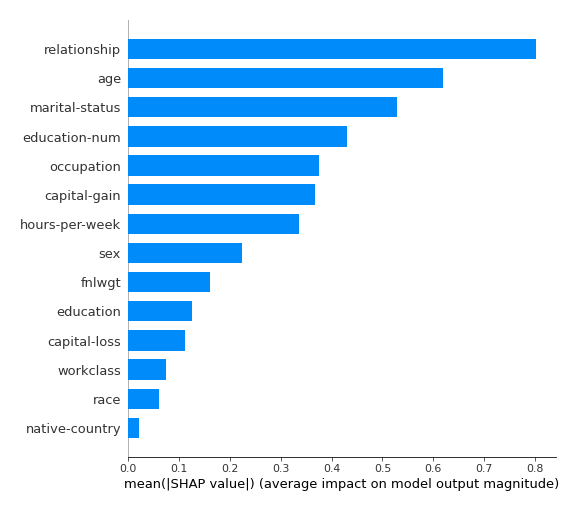 relationship
age
marital-status
education-num
occupation
capital-gain
hours-per-week
sex
fnlwgt
education
capital-loss
workclass
race
native-country
0.0 0.1 0.2 0.3 0.4 0.5 0.6 0.7 0.8
mean(|SHAP value|) (average impact on model output magnitude)